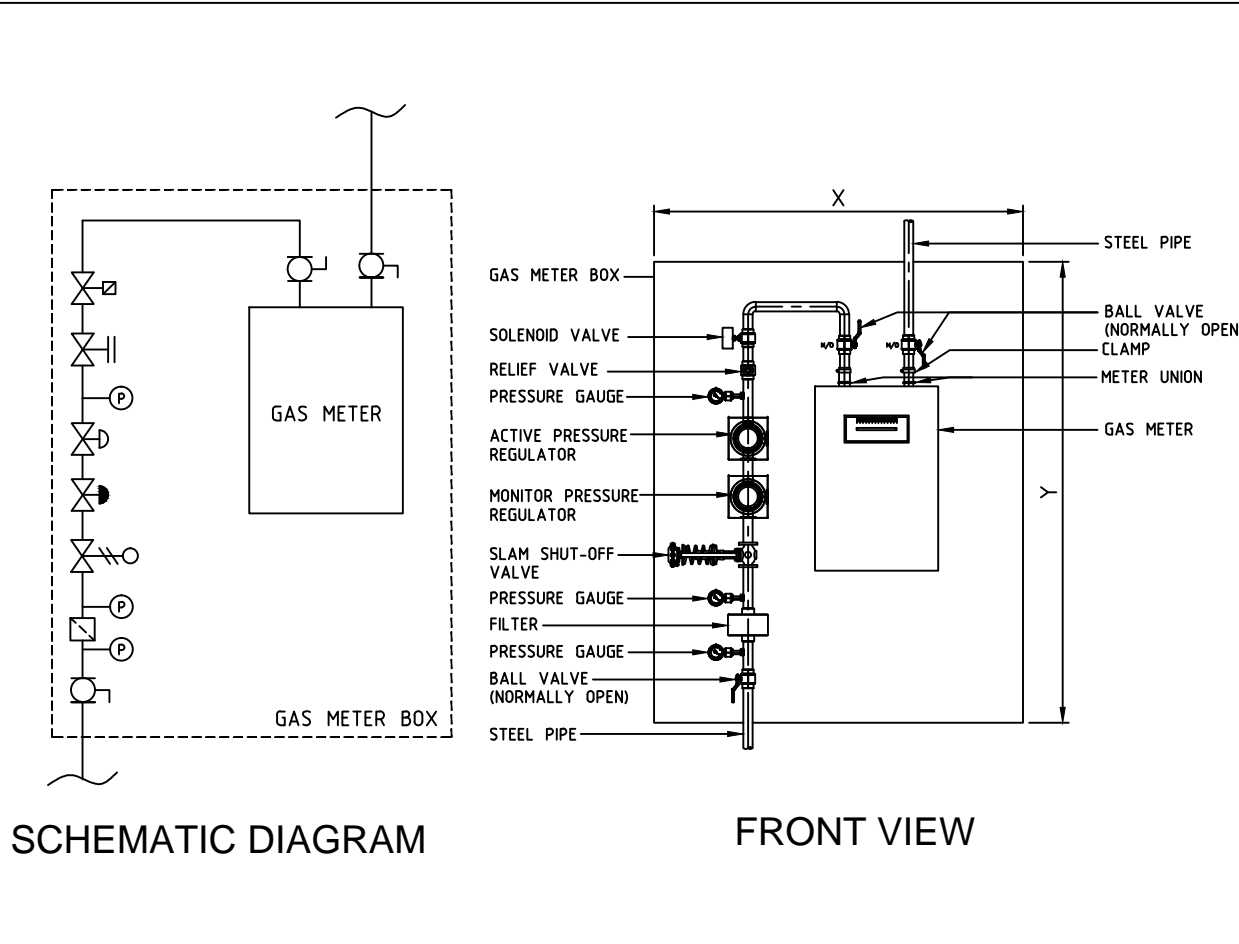 P
GAS METER
P
P
GAS METER BOX
SCHEMATIC DIAGRAM
X
Y
GAS METER BOX
SOLENOID VALVE
RELIEF VALVE
PRESSURE GAUGE
ACTIVE PRESSURE
REGULATOR
MONITOR PRESSURE
REGULATOR
SLAM SHUT-OFF
VALVE
PRESSURE GAUGE
FILTER
PRESSURE GAUGE
BALL VALVE
(NORMALLY OPEN)
STEEL PIPE
N/O
N/O
STEEL PIPE
BALL VALVE
(NORMALLY OPEN
CLAMP
METER UNION
GAS METER
FRONT VIEW